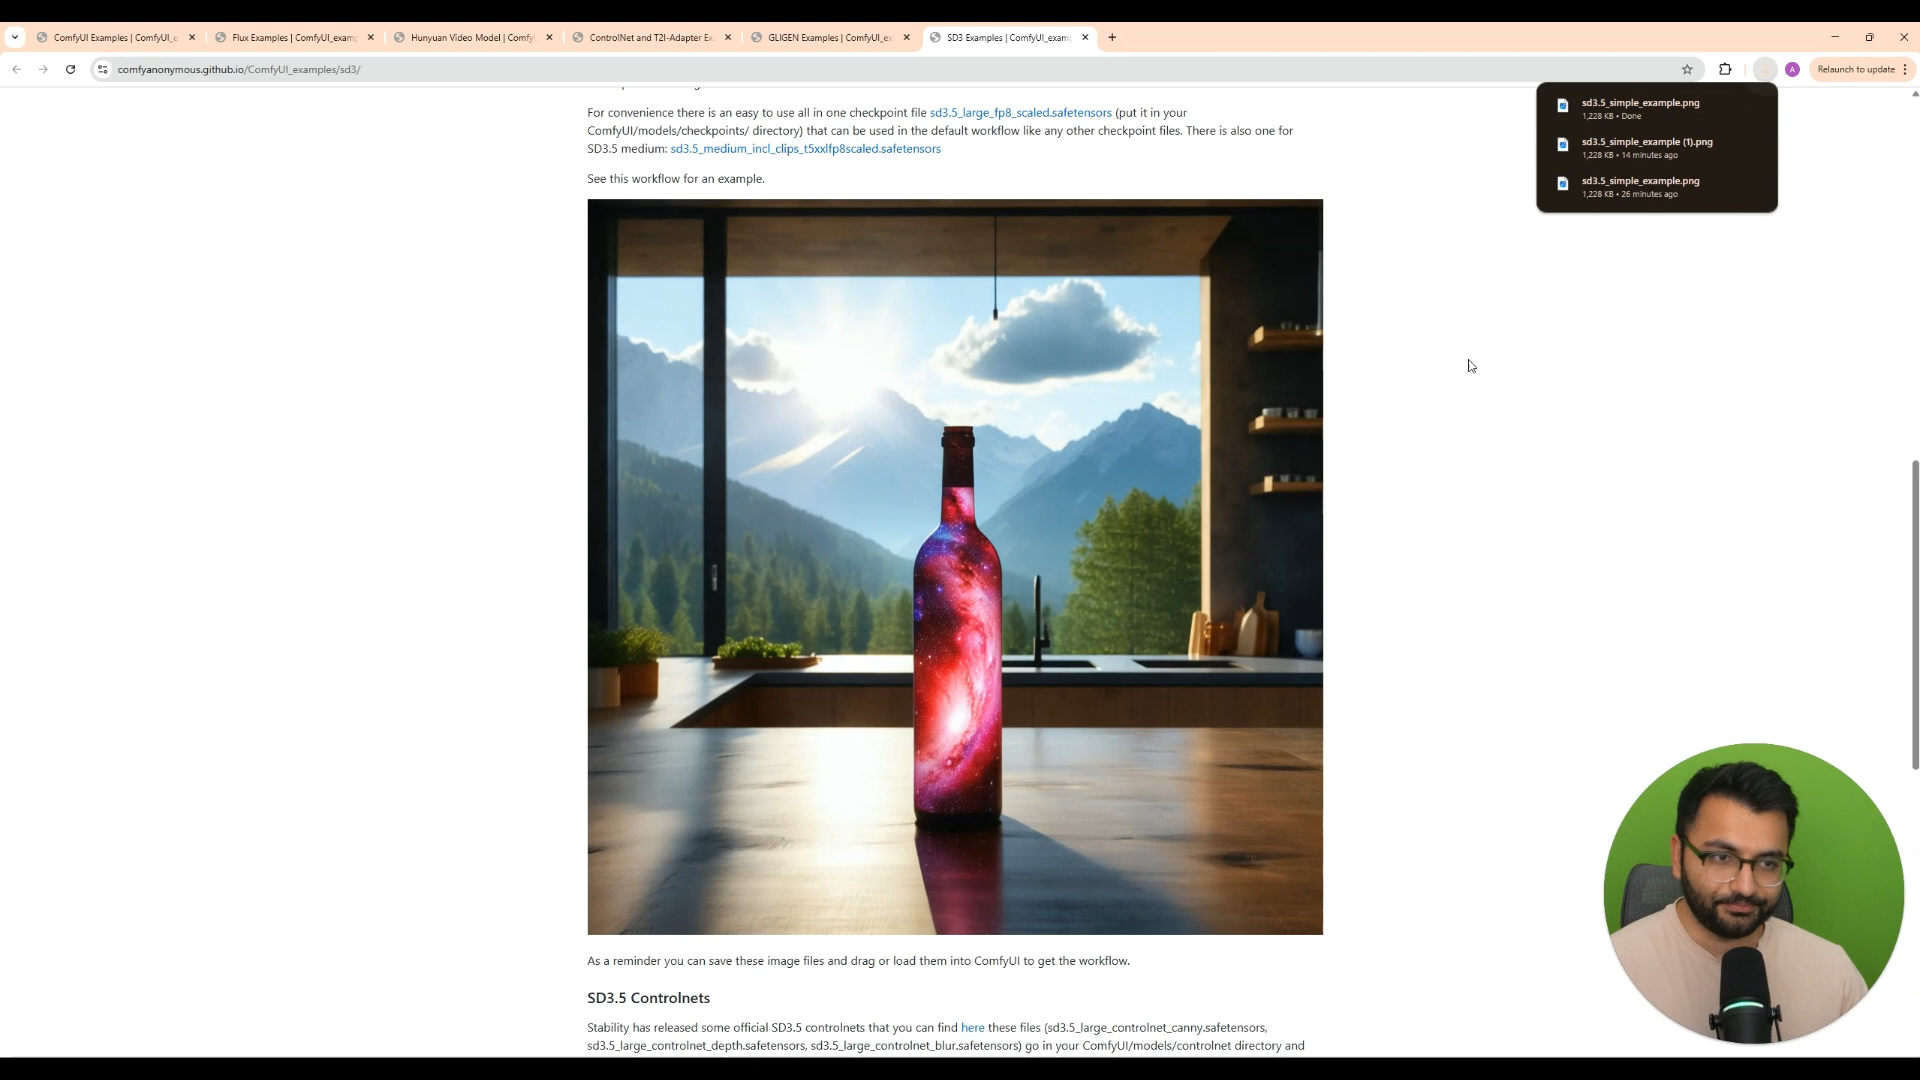 ComfyUI Examples | ComfyUI_e
Flux Examples | ComfyUI_exam
Hunyuan Video Model | Comfy
ControlNet and T2I-Adapter Ex
GLIGEN Examples | ComfyUI_ex
SD3 Examples | ComfyUI_exam
comfyanonymous.github.io/ComfyUI_examples/sd3/
A
Relaunch to update
sd3.5_simple_example.png
1,228 KB • Done
sd3.5_simple_example (1).png
1,228 KB • 14 minutes ago
sd3.5_simple_example.png
1,228 KB • 26 minutes ago
For convenience there is an easy to use all in one checkpoint file sd3.5_large_fp8_scaled.safetensors (put it in your
ComfyUI/models/checkpoints/ directory) that can be used in the default workflow like any other checkpoint files. There is also one for
SD3.5 medium: sd3.5_medium_incl_clips_t5xxlfp8scaled.safetensors
See this workflow for an example.
As a reminder you can save these image files and drag or load them into ComfyUI to get the workflow.
SD3.5 Controlnets
Stability has released some official SD3.5 controlnets that you can find here these files (sd3.5_large_controlnet_canny.safetensors,
sd3.5_large_controlnet_depth.safetensors, sd3.5_large_controlnet_blur.safetensors) go in your ComfyUI/models/controlnet directory and